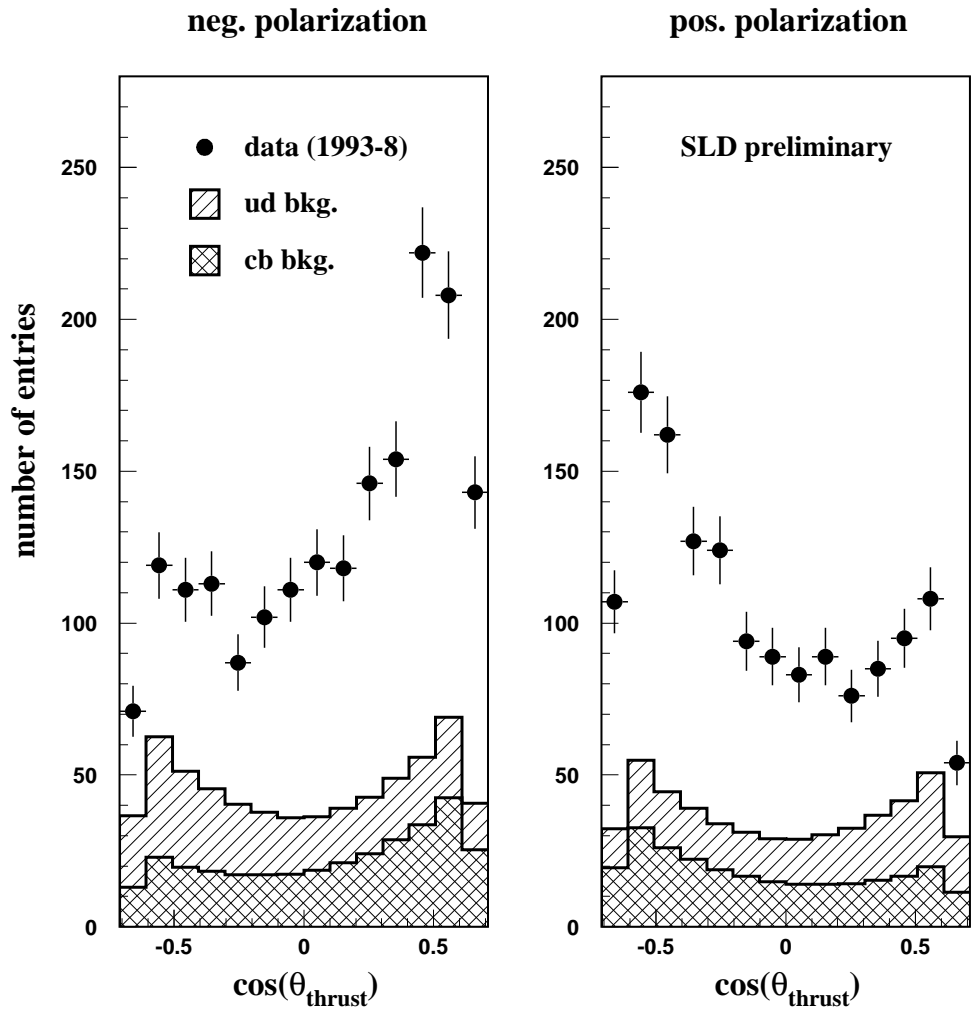 neg. polarization
pos. polarization
number of entries
250
200
150
100
50
0
data (1993-8)
ud bkg.
cb bkg.
-0.5
0
0.5
cos(θthrust)
250
200
150
100
50
0
SLD preliminary
-0.5
0
0.5
cos(θthrust)